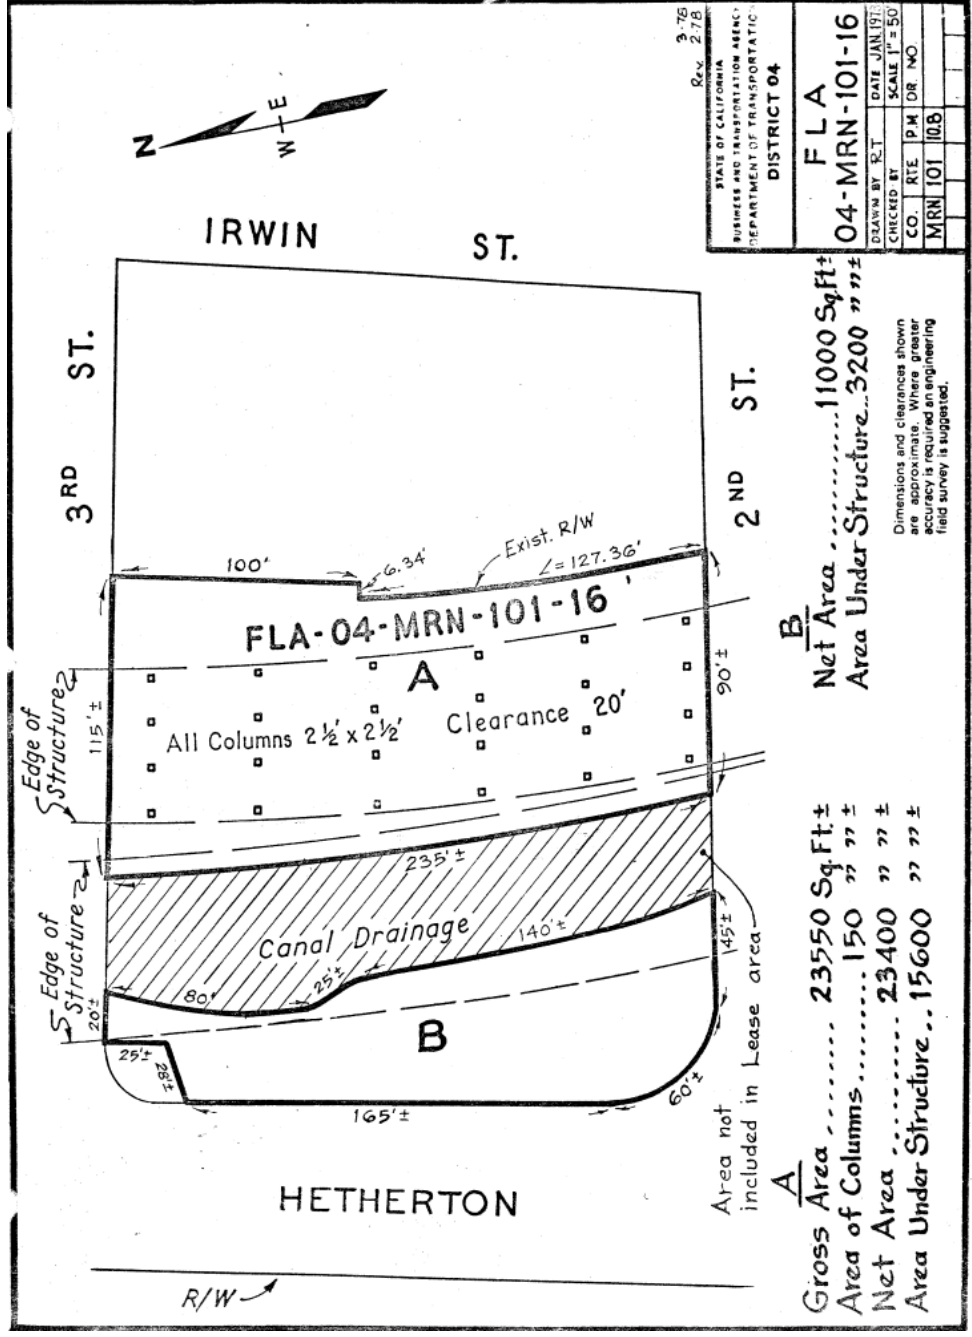 Rev. 3-76
2-78
STATE OF CALIFORNIA
BUSINESS AND TRANSPORTATION AGENCY
DEPARTMENT OF TRANSPORTATION
DISTRICT 04
FLA
04-MRN-101-16
DRAWN BY RT
DATE JAN.
CHECKED BY
SCALE 1" = 50'
CO. RTE P.M DR. NO.
MRN 101 10.8
N
W E
IRWIN ST.
3RD ST.
2ND ST.
100'
6.34'
Exist. R/W
∠=127.36'
FLA-04-MRN-101-16
A
All Columns 2½' x 2½'
Clearance 20'
Edge of
Structure
115'±
90'±
235'±
Canal Drainage
140'±
25'±
80'
Edge of
Structure
20'±
45'±
B
25'±
28'±
165'±
60'±
Area not
included in Lease area
HETHERTON
R/W
B
Net Area ..........11000 Sq.Ft±
Area Under Structure..3200 " "±
Dimensions and clearances shown
are approximate. Where greater
accuracy is required an engineering
field survey is suggested.
A
Gross Area ........ 23550 Sq.Ft.±
Area of Columns..........150 " "±
Net Area .......... 23400 " "±
Area Under Structure..15600 " "±